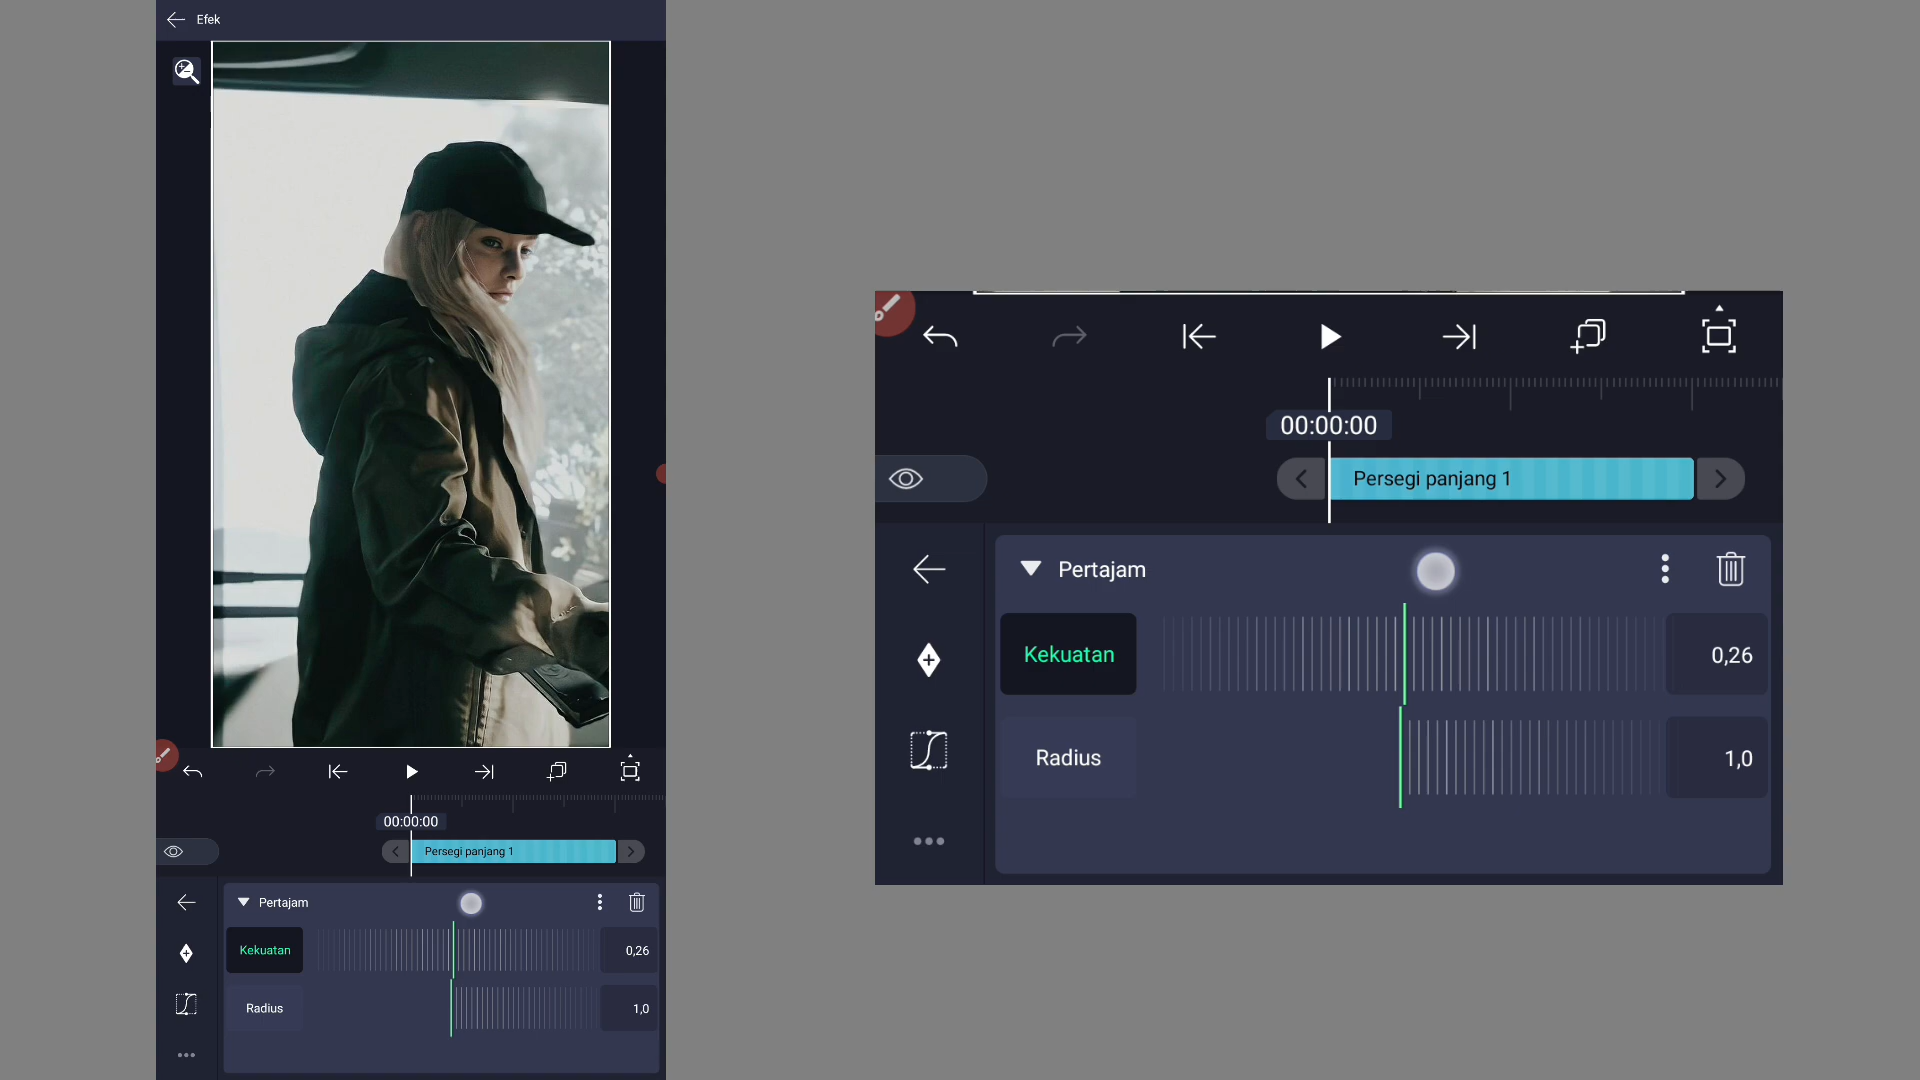 Efek
00:00:00
Persegi panjang 1
Pertajam
Kekuatan
0,26
Radius
1,0
00:00:00
Persegi panjang 1
Pertajam
Kekuatan
0,26
Radius
1,0